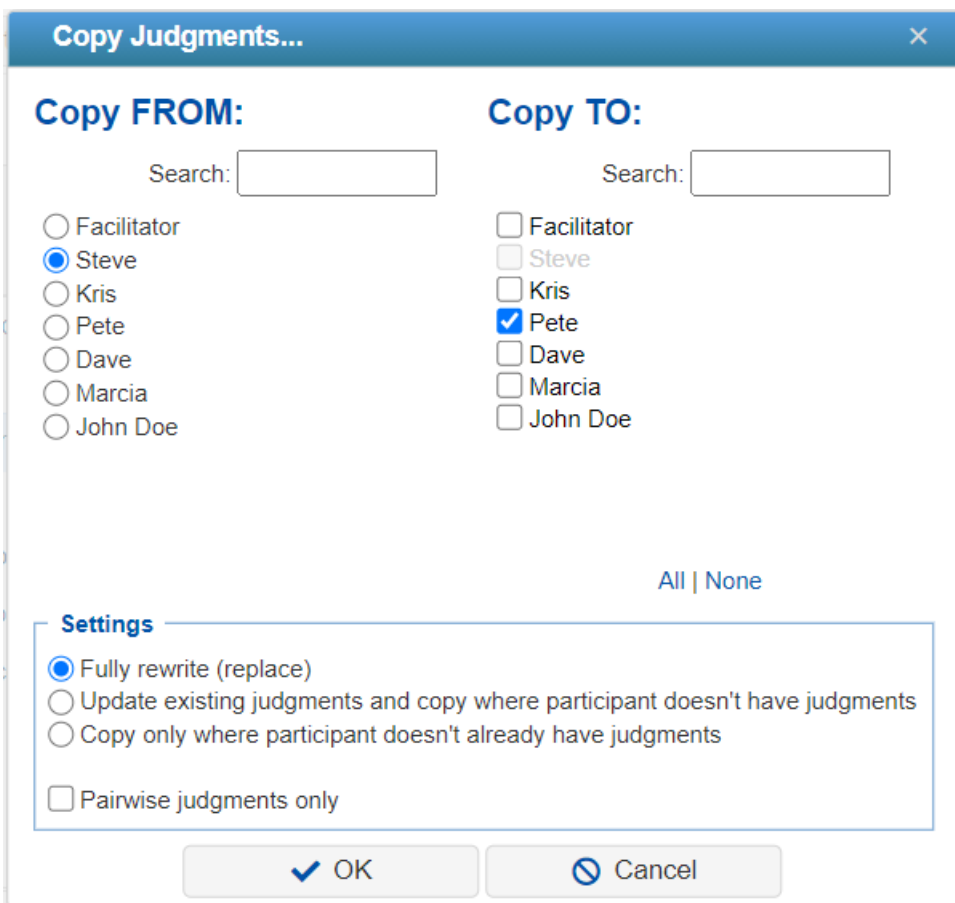 Copy Judgments...
Copy FROM:
Search:
Facilitator
Steve
Kris
Pete
Dave
Marcia
John Doe
Copy TO:
Search:
Facilitator
Steve
Kris
Pete
Dave
Marcia
John Doe
All | None
Settings
Fully rewrite (replace)
Update existing judgments and copy where participant doesn't have judgments
Copy only where participant doesn't already have judgments
Pairwise judgments only
OK
Cancel